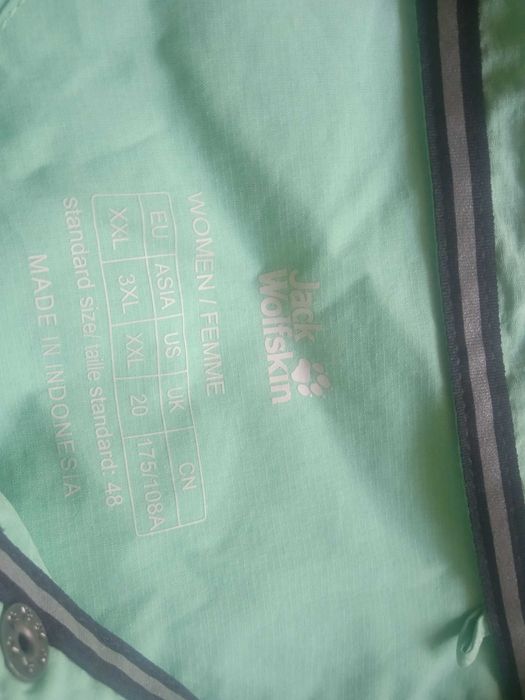 Jack
Wolfskin
WOMEN / FEMME
EU ASIA US UK CN
XXL 3XL XXL 20 175/108A
standard size/ taille standard: 48
MADE IN INDONESIA